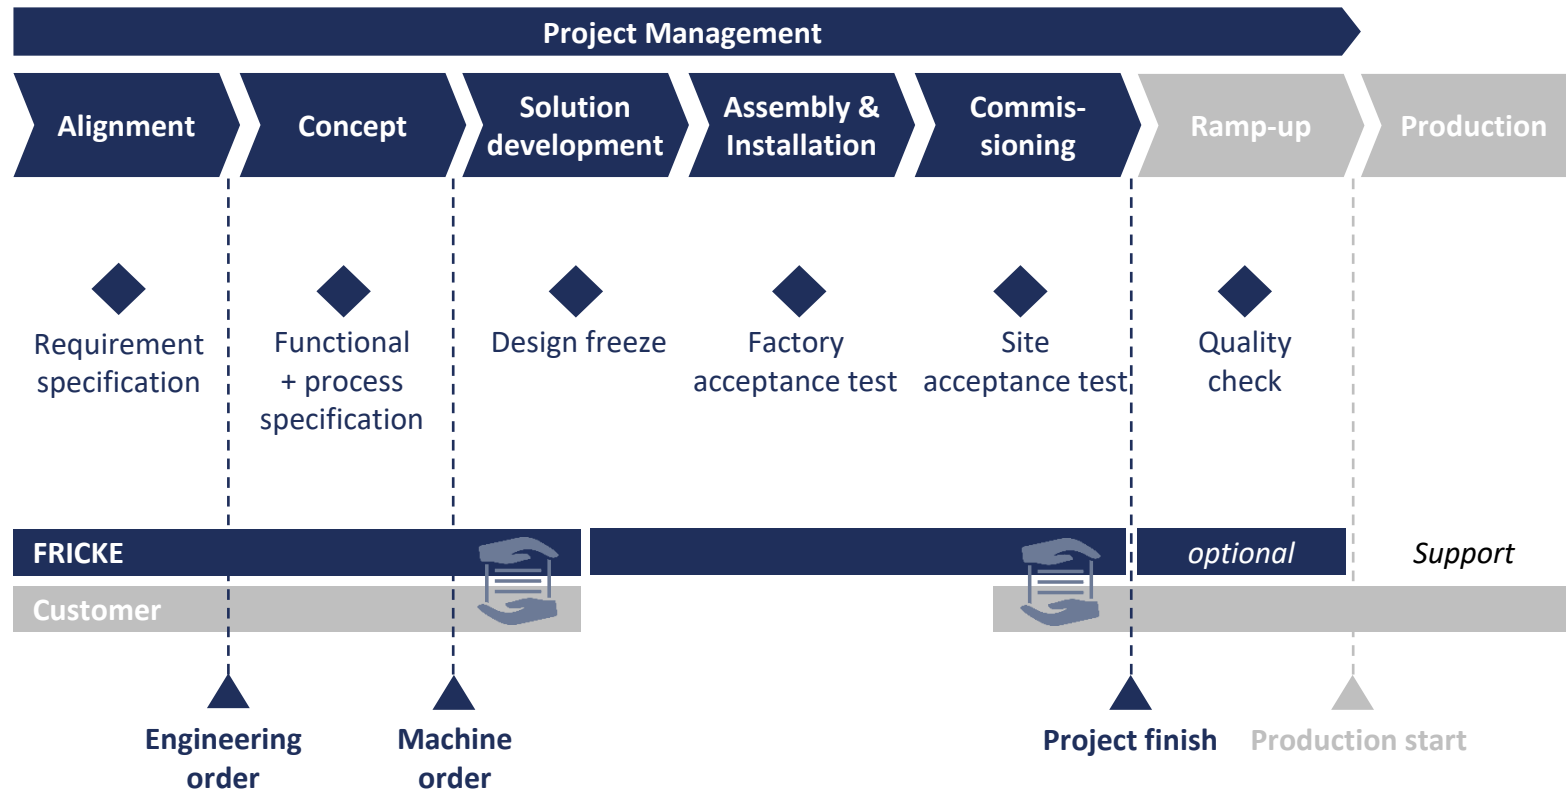 Project Management
Alignment
Concept
Solution
development
Assembly &
Installation
Commis-
sioning
Ramp-up
Production
Requirement
specification
Functional
+ process
specification
Design freeze
Factory
acceptance test
Site
acceptance test
Quality
check
FRICKE
optional
Support
Customer
Engineering
order
Machine
order
Project finish
Production start